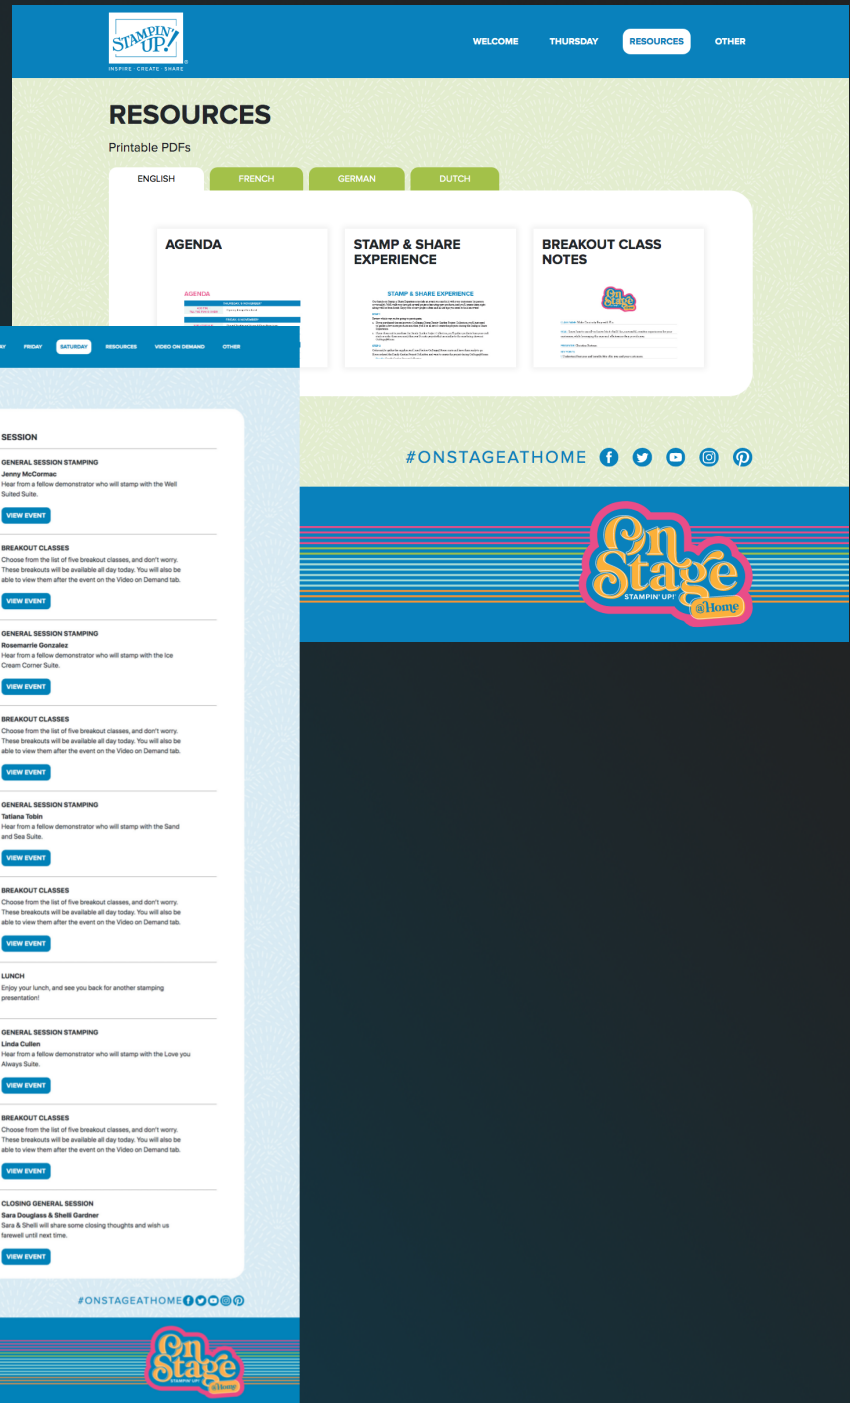 STAMPIN' UP!
INSPIRE · CREATE · SHARE
WELCOME THURSDAY RESOURCES OTHER
RESOURCES
Printable PDFs
ENGLISH FRENCH GERMAN DUTCH
AGENDA
AGENDA
STAMP & SHARE
EXPERIENCE
STAMP & SHARE EXPERIENCE
BREAKOUT CLASS
NOTES
On Stage
#ONSTAGEATHOME
On
Stage
STAMPIN' UP!
@Home
FRIDAY SATURDAY RESOURCES VIDEO ON DEMAND OTHER
SESSION
GENERAL SESSION STAMPING
Jenny McCormac
Hear from a fellow demonstrator who will stamp with the Well
Suited Suite.
VIEW EVENT
BREAKOUT CLASSES
Choose from the list of five breakout classes, and don't worry.
These breakouts will be available all day today. You will also be
able to view them after the event on the Video on Demand tab.
VIEW EVENT
GENERAL SESSION STAMPING
Rosemarrie Gonzalez
Hear from a fellow demonstrator who will stamp with the Ice
Cream Corner Suite.
VIEW EVENT
BREAKOUT CLASSES
Choose from the list of five breakout classes, and don't worry.
These breakouts will be available all day today. You will also be
able to view them after the event on the Video on Demand tab.
VIEW EVENT
GENERAL SESSION STAMPING
Tatiana Tobin
Hear from a fellow demonstrator who will stamp with the Sand
and Sea Suite.
VIEW EVENT
BREAKOUT CLASSES
Choose from the list of five breakout classes, and don't worry.
These breakouts will be available all day today. You will also be
able to view them after the event on the Video on Demand tab.
VIEW EVENT
LUNCH
Enjoy your lunch, and see you back for another stamping
presentation!
GENERAL SESSION STAMPING
Linda Cullen
Hear from a fellow demonstrator who will stamp with the Love you
Always Suite.
VIEW EVENT
BREAKOUT CLASSES
Choose from the list of five breakout classes, and don't worry.
These breakouts will be available all day today. You will also be
able to view them after the event on the Video on Demand tab.
VIEW EVENT
CLOSING GENERAL SESSION
Sara Douglass & Shelli Gardner
Sara & Shelli will share some closing thoughts and wish us
farewell until next time.
VIEW EVENT
#ONSTAGEATHOME
On
Stage
STAMPIN' UP!
@Home